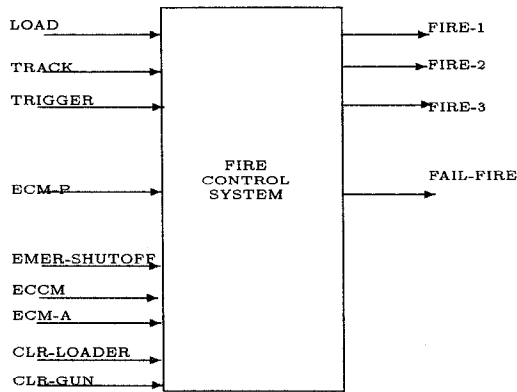 LOAD
TRACK
TRIGGER
ECM-P
EMER-SHUTOFF
ECCM
ECM-A
CLR-LOADER
CLR-GUN
FIRE
CONTROL
SYSTEM
FIRE-1
FIRE-2
FIRE-3
FAIL-FIRE